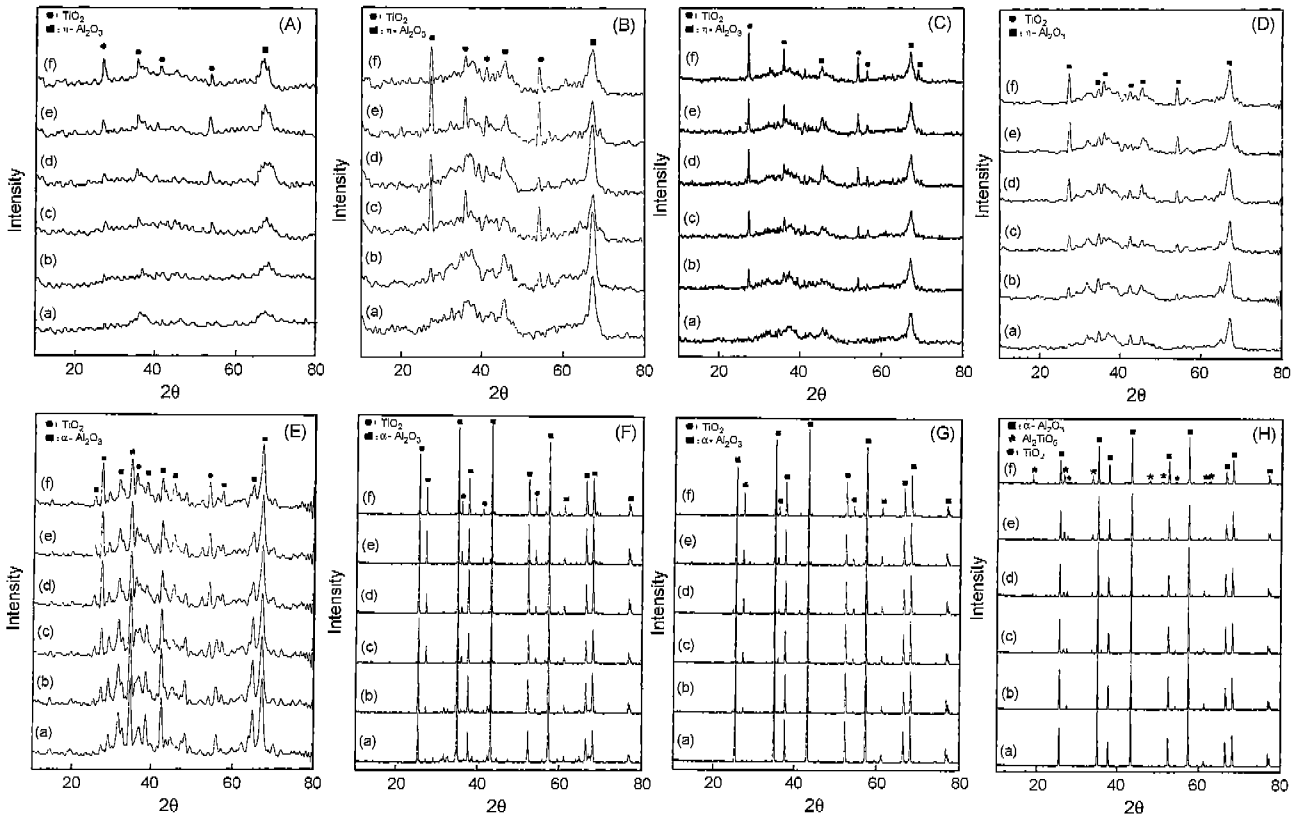 (A)
: TiO2
: η- Al2O3
(f)
(e)
(d)
(c)
(b)
(a)
Intensity
20 40 60 80
2θ
(B)
: TiO2
: η- Al2O3
(f)
(e)
(d)
(c)
(b)
(a)
Intensity
20 40 60 80
2θ
(C)
: TiO2
: η- Al2O3
(f)
(e)
(d)
(c)
(b)
(a)
Intensity
20 40 60 80
2θ
(D)
: TiO2
: η- Al2O3
(f)
(e)
(d)
(c)
(b)
(a)
Intensity
20 40 60 80
2θ
(E)
: TiO2
: α- Al2O3
(f)
(e)
(d)
(c)
(b)
(a)
Intensity
20 40 60 80
2θ
(F)
: TiO2
: α- Al2O3
(f)
(e)
(d)
(c)
(b)
(a)
Intensity
20 40 60 80
2θ
(G)
: TiO2
: α- Al2O3
(f)
(e)
(d)
(c)
(b)
(a)
Intensity
20 40 60 80
2θ
(H)
: α- Al2O3
: Al2TiO5
: TiO2
(f)
(e)
(d)
(c)
(b)
(a)
Intensity
20 40 60 80
2θ